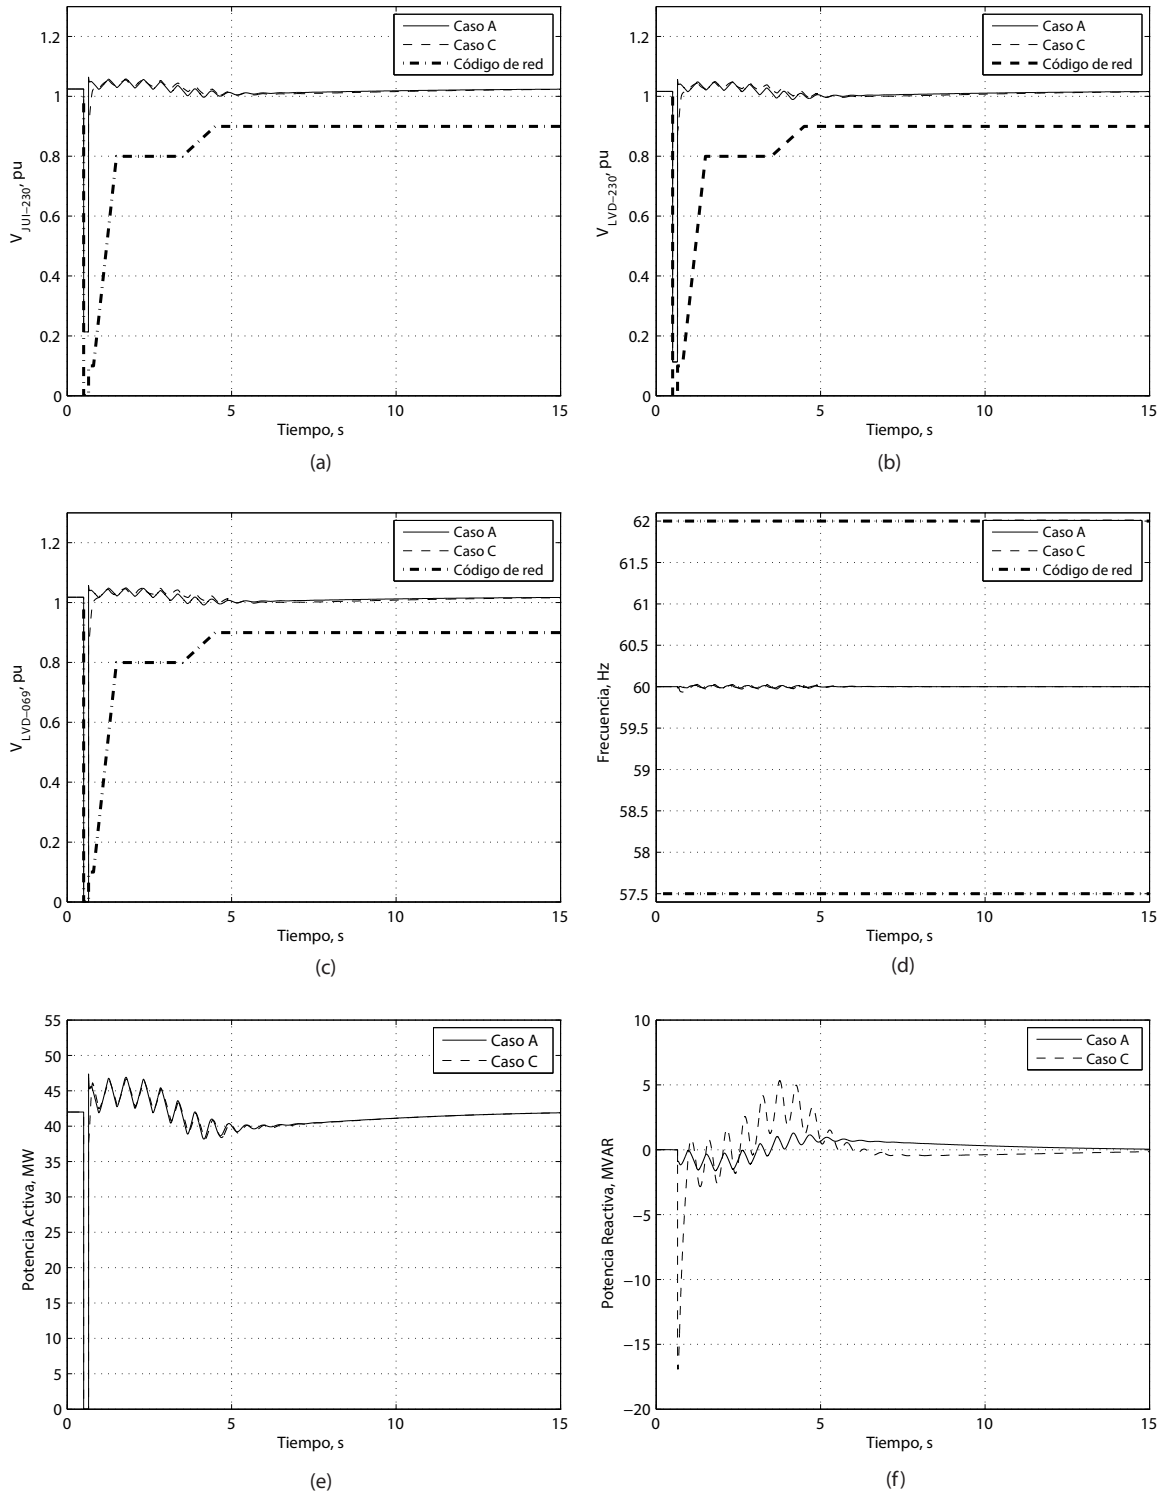 1.2
1
0.8
0.6
0.4
0.2
0
V JUI−230, pu
Caso A
Caso C
Código de red
0 5 10 15
Tiempo, s
(a)
1.2
1
0.8
0.6
0.4
0.2
0
V LVD−230, pu
Caso A
Caso C
Código de red
0 5 10 15
Tiempo, s
(b)
1.2
1
0.8
0.6
0.4
0.2
0
V LVD−069, pu
Caso A
Caso C
Código de red
0 5 10 15
Tiempo, s
(c)
62
61.5
61
60.5
60
59.5
59
58.5
58
57.5
Frecuencia, Hz
Caso A
Caso C
Código de red
0 5 10 15
Tiempo, s
(d)
55
50
45
40
35
30
25
20
15
10
5
0
Potencia Activa, MW
Caso A
Caso C
0 5 10 15
Tiempo, s
(e)
10
5
0
−5
−10
−15
−20
Potencia Reactiva, MVAR
Caso A
Caso C
0 5 10 15
Tiempo, s
(f)